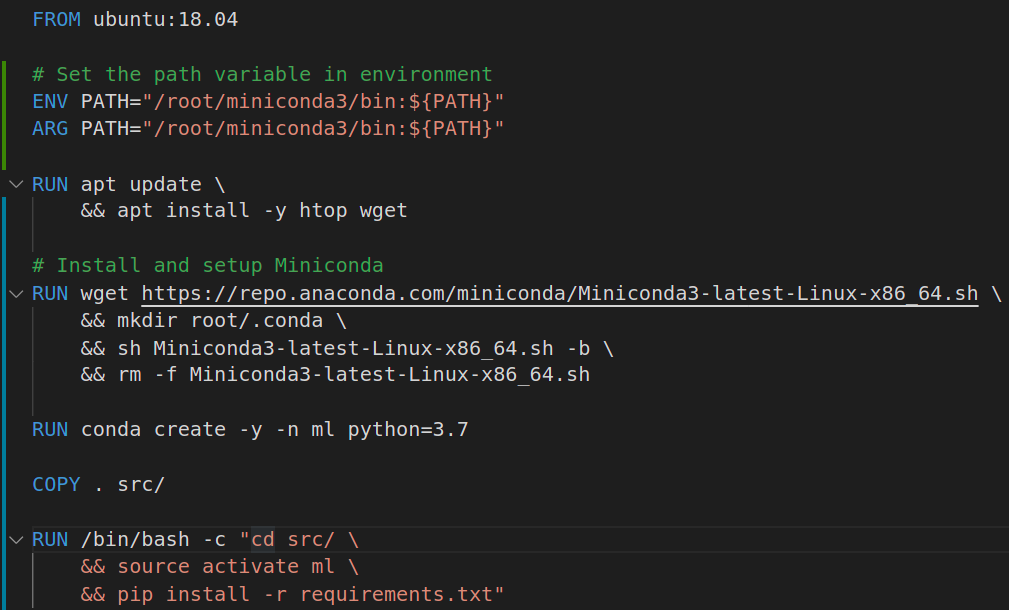 FROM ubuntu:18.04
# Set the path variable in environment
ENV PATH="/root/miniconda3/bin:${PATH}"
ARG PATH="/root/miniconda3/bin:${PATH}"
RUN apt update \
&& apt install -y htop wget
# Install and setup Miniconda
RUN wget https://repo.anaconda.com/miniconda/Miniconda3-latest-Linux-x86_64.sh \
&& mkdir root/.conda \
&& sh Miniconda3-latest-Linux-x86_64.sh -b \
&& rm -f Miniconda3-latest-Linux-x86_64.sh
RUN conda create -y -n ml python=3.7
COPY . src/
RUN /bin/bash -c "cd src/ \
&& source activate ml \
&& pip install -r requirements.txt"